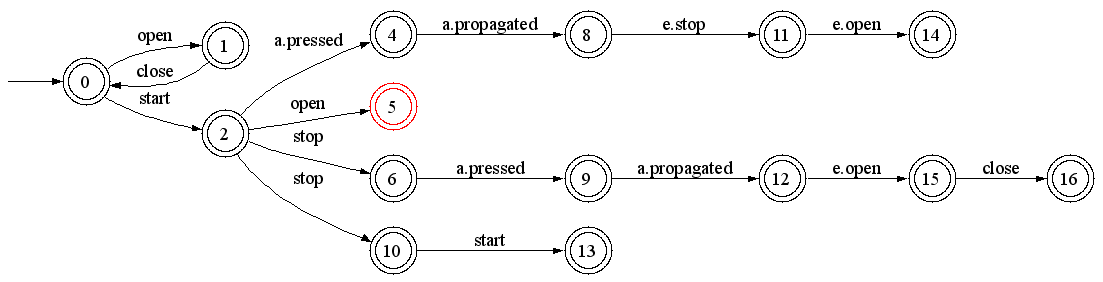 open
1
close
0
start
2
a.pressed
4
a.propagated
8
e.stop
11
e.open
14
open
5
stop
6
a.pressed
9
a.propagated
12
e.open
15
close
16
stop
10
start
13